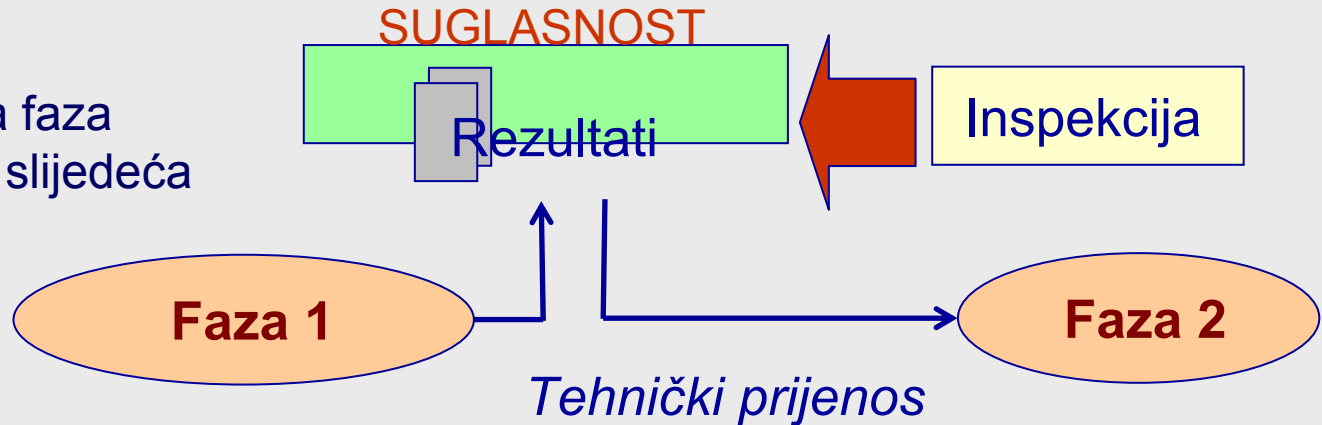 SUGLASNOST
a faza
slijedeća
Rezultati
Inspekcija
Faza 1
Faza 2
Tehnički prijenos